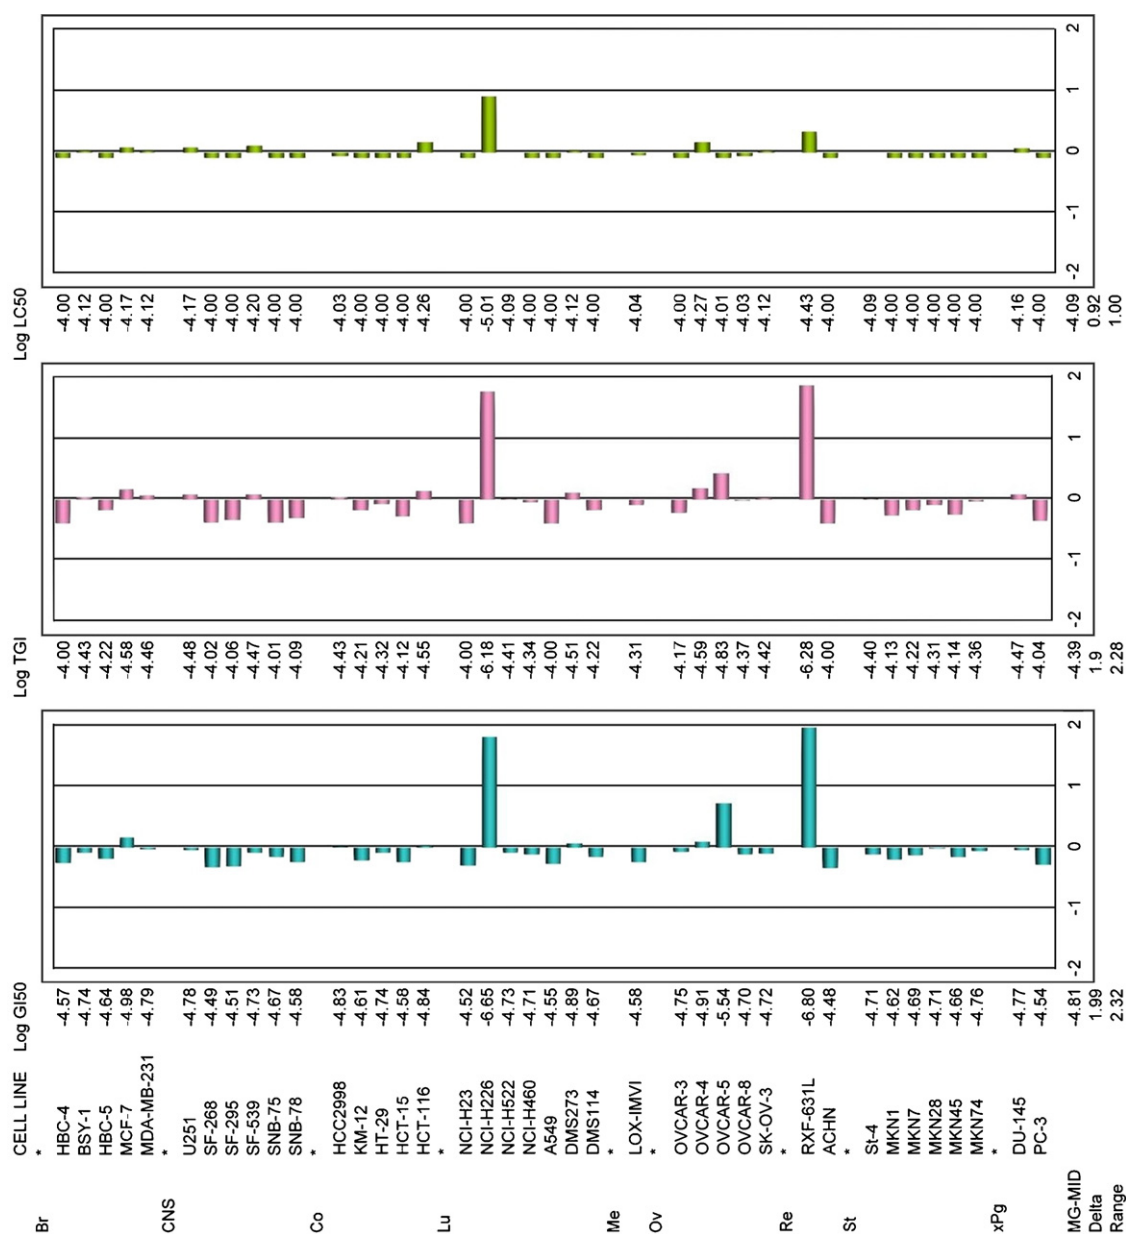 CELL LINE Log GI50 Log TGI Log LC50
Br *
HBC-4 -4.57 -4.00 -4.00
BSY-1 -4.74 -4.43 -4.12
HBC-5 -4.64 -4.22 -4.00
MCF-7 -4.98 -4.58 -4.17
MDA-MB-231 -4.79 -4.46 -4.12
CNS *
U251 -4.78 -4.48 -4.17
SF-268 -4.49 -4.02 -4.00
SF-295 -4.51 -4.06 -4.00
SF-539 -4.73 -4.47 -4.20
SNB-75 -4.67 -4.01 -4.00
SNB-78 -4.58 -4.09 -4.00
Co *
HCC2998 -4.83 -4.43 -4.03
KM-12 -4.61 -4.21 -4.00
HT-29 -4.74 -4.32 -4.00
HCT-15 -4.58 -4.12 -4.00
HCT-116 -4.84 -4.55 -4.26
Lu *
NCI-H23 -4.52 -4.00 -4.00
NCI-H226 -6.65 -6.18 -5.01
NCI-H522 -4.73 -4.41 -4.09
NCI-H460 -4.71 -4.34 -4.00
A549 -4.55 -4.00 -4.00
DMS273 -4.89 -4.51 -4.12
DMS114 -4.67 -4.22 -4.00
Me *
LOX-IMVI -4.58 -4.31 -4.04
Ov *
OVCAR-3 -4.75 -4.17 -4.00
OVCAR-4 -4.91 -4.59 -4.27
OVCAR-5 -5.54 -4.83 -4.01
OVCAR-8 -4.70 -4.37 -4.03
SK-OV-3 -4.72 -4.42 -4.12
Re *
RXF-631L -6.80 -6.28 -4.43
ACHN -4.48 -4.00 -4.00
St *
St-4 -4.71 -4.40 -4.09
MKN1 -4.62 -4.13 -4.00
MKN7 -4.69 -4.22 -4.00
MKN28 -4.71 -4.31 -4.00
MKN45 -4.66 -4.14 -4.00
MKN74 -4.76 -4.36 -4.00
xPg *
DU-145 -4.77 -4.47 -4.16
PC-3 -4.54 -4.04 -4.00
MG-MID -4.81 -2 -1 0 1 2 -4.39 -2 -1 0 1 2 -4.09 -2 -1 0 1 2
Delta 1.99 1.9 0.92
Range 2.32 2.28 1.00